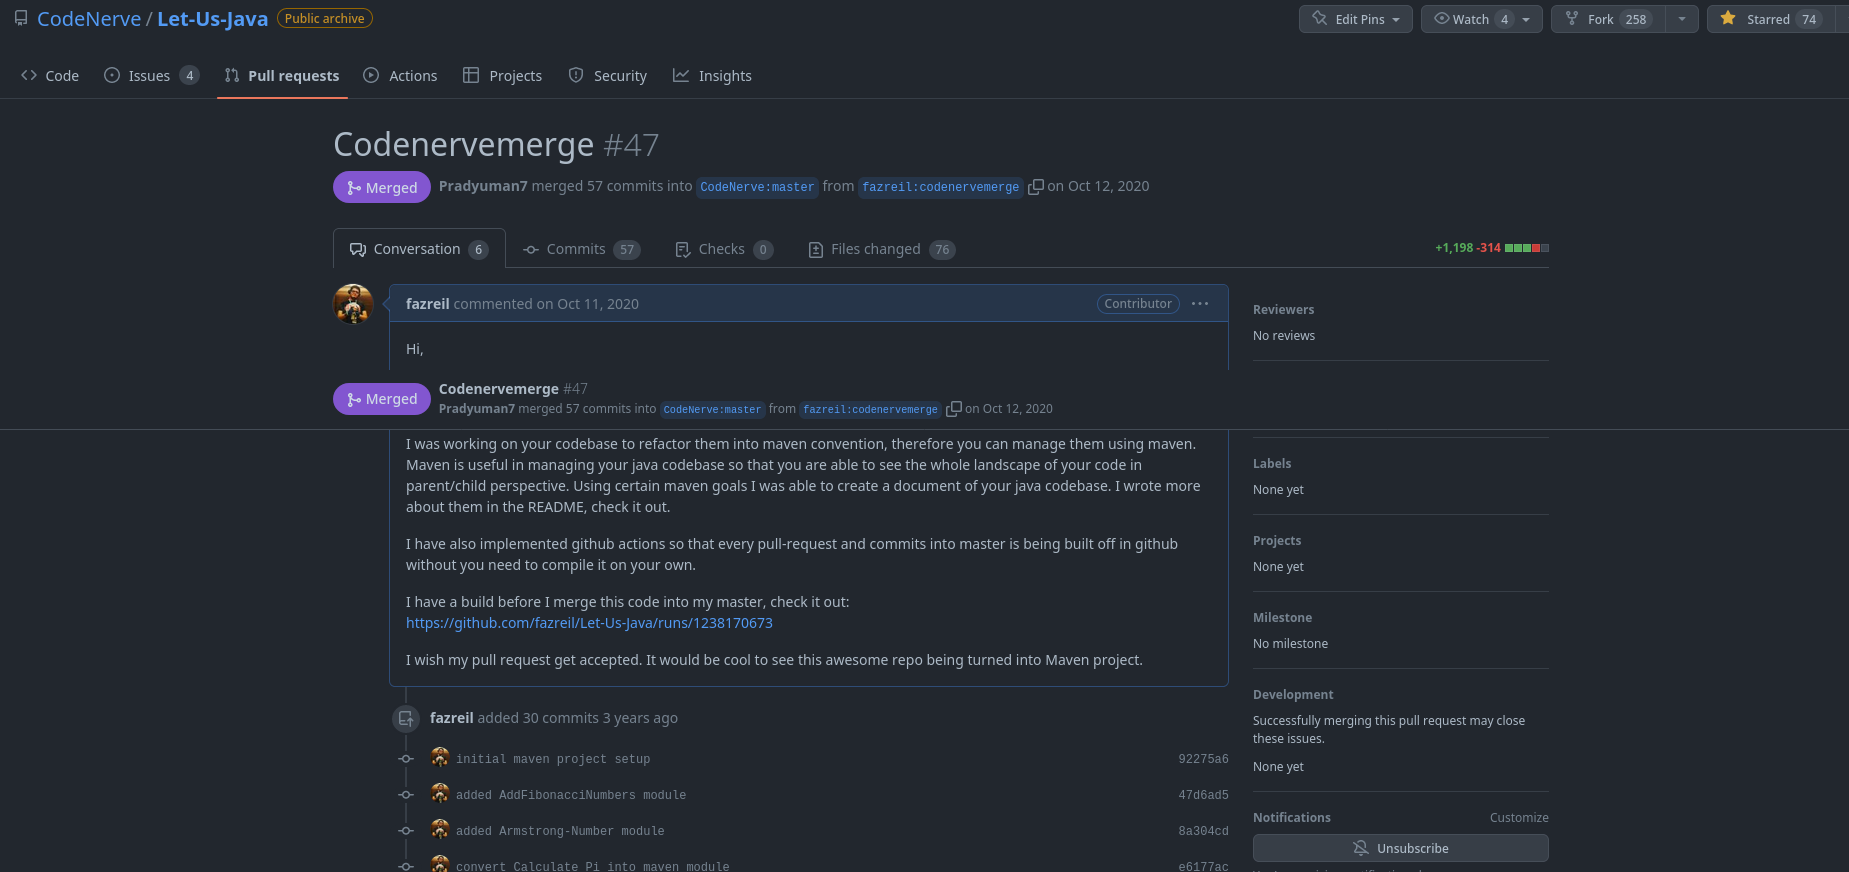 CodeNerve / Let-Us-Java Public archive
Edit Pins Watch 4 Fork 258 Starred 74
Code Issues 4 Pull requests Actions Projects Security Insights
Codenervemerge #47
Merged Pradyuman7 merged 57 commits into CodeNerve:master from fazreil:codenervemerge on Oct 12, 2020
Conversation 6 Commits 57 Checks 0 Files changed 76 +1,198 -314
fazreil commented on Oct 11, 2020 Contributor ...
Hi,
Reviewers
No reviews
Merged Codenervemerge #47
Pradyuman7 merged 57 commits into CodeNerve:master from fazreil:codenervemerge on Oct 12, 2020
I was working on your codebase to refactor them into maven convention, therefore you can manage them using maven.
Maven is useful in managing your java codebase so that you are able to see the whole landscape of your code in
parent/child perspective. Using certain maven goals I was able to create a document of your java codebase. I wrote more
about them in the README, check it out.
I have also implemented github actions so that every pull-request and commits into master is being built off in github
without you need to compile it on your own.
I have a build before I merge this code into my master, check it out:
https://github.com/fazreil/Let-Us-Java/runs/1238170673
I wish my pull request get accepted. It would be cool to see this awesome repo being turned into Maven project.
fazreil added 30 commits 3 years ago
initial maven project setup 92275a6
added AddFibonacciNumbers module 47d6ad5
added Armstrong-Number module 8a304cd
convert Calculate Pi into maven module e6177ac
Labels
None yet
Projects
None yet
Milestone
No milestone
Development
Successfully merging this pull request may close
these issues.
None yet
Notifications Customize
Unsubscribe